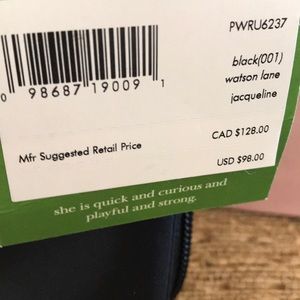 PWRU6237
0 98687 19009 1
black(001)
watson lane
jacqueline
Mfr Suggested Retail Price
CAD $128.00
USD $98.00
she is quick and curious and
playful and strong.